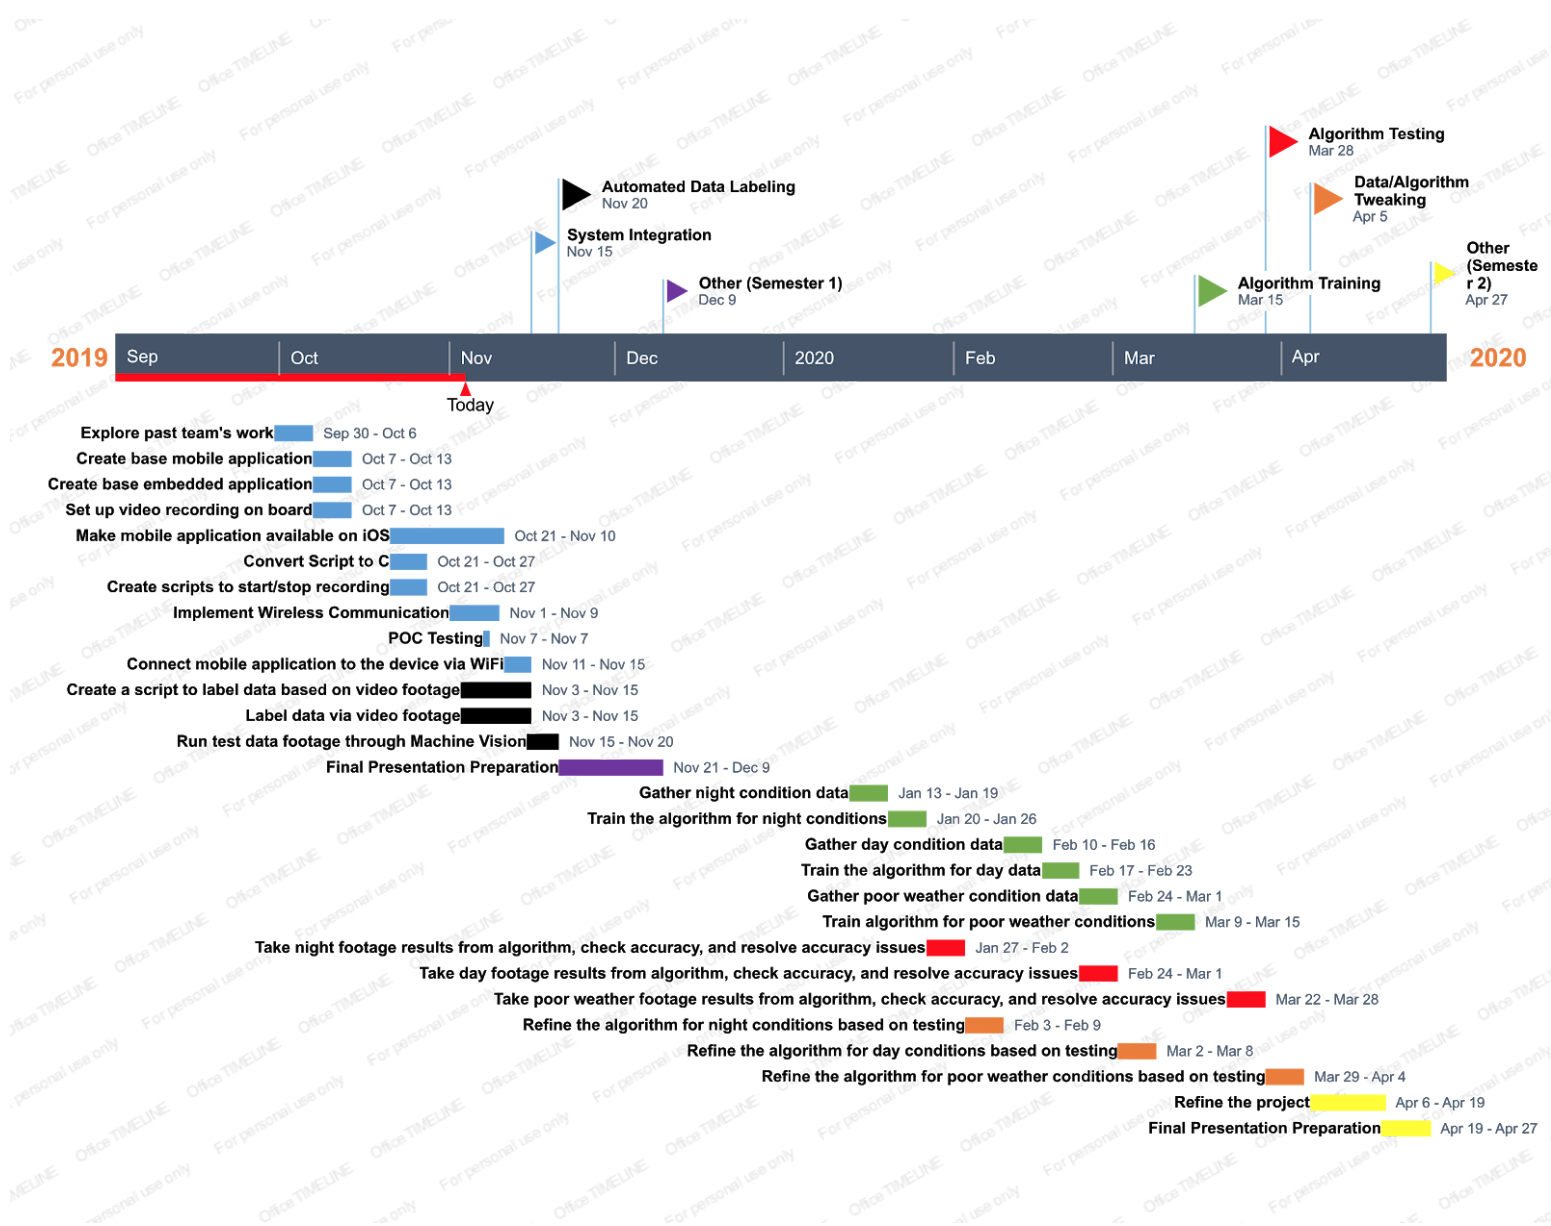 Algorithm Testing
Mar 28
Data/Algorithm
Tweaking
Apr 5
Automated Data Labeling
Nov 20
System Integration
Nov 15
Other (Semester 1)
Dec 9
Algorithm Training
Mar 15
Other
(Semeste
r 2)
Apr 27
2019 Sep Oct Nov Dec 2020 Feb Mar Apr 2020
Today
Explore past team's work Sep 30 - Oct 6
Create base mobile application Oct 7 - Oct 13
Create base embedded application Oct 7 - Oct 13
Set up video recording on board Oct 7 - Oct 13
Make mobile application available on iOS Oct 21 - Nov 10
Convert Script to C Oct 21 - Oct 27
Create scripts to start/stop recording Oct 21 - Oct 27
Implement Wireless Communication Nov 1 - Nov 9
POC Testing Nov 7 - Nov 7
Connect mobile application to the device via WiFi Nov 11 - Nov 15
Create a script to label data based on video footage Nov 3 - Nov 15
Label data via video footage Nov 3 - Nov 15
Run test data footage through Machine Vision Nov 15 - Nov 20
Final Presentation Preparation Nov 21 - Dec 9
Gather night condition data Jan 13 - Jan 19
Train the algorithm for night conditions Jan 20 - Jan 26
Gather day condition data Feb 10 - Feb 16
Train the algorithm for day data Feb 17 - Feb 23
Gather poor weather condition data Feb 24 - Mar 1
Train algorithm for poor weather conditions Mar 9 - Mar 15
Take night footage results from algorithm, check accuracy, and resolve accuracy issues Jan 27 - Feb 2
Take day footage results from algorithm, check accuracy, and resolve accuracy issues Feb 24 - Mar 1
Take poor weather footage results from algorithm, check accuracy, and resolve accuracy issues Mar 22 - Mar 28
Refine the algorithm for night conditions based on testing Feb 3 - Feb 9
Refine the algorithm for day conditions based on testing Mar 2 - Mar 8
Refine the algorithm for poor weather conditions based on testing Mar 29 - Apr 4
Refine the project Apr 6 - Apr 19
Final Presentation Preparation Apr 19 - Apr 27
Office TIMELINE For personal use only